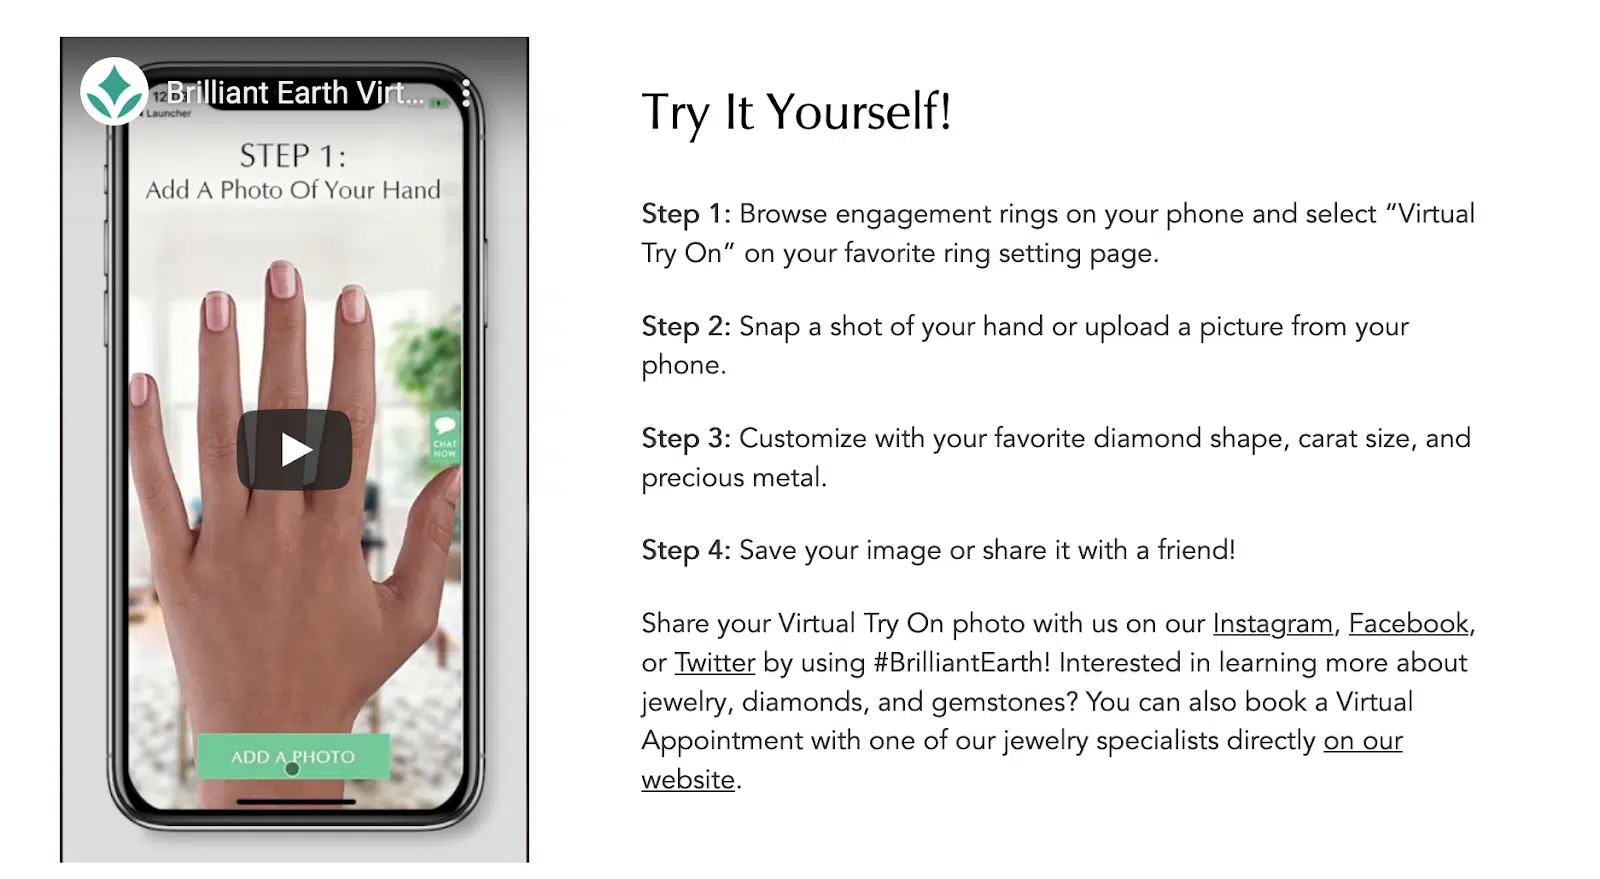 Brilliant Earth Virt...
Launcher
STEP 1:
Add A Photo Of Your Hand
CHAT
NOW
ADD A PHOTO
Try It Yourself!
Step 1: Browse engagement rings on your phone and select “Virtual
Try On” on your favorite ring setting page.
Step 2: Snap a shot of your hand or upload a picture from your
phone.
Step 3: Customize with your favorite diamond shape, carat size, and
precious metal.
Step 4: Save your image or share it with a friend!
Share your Virtual Try On photo with us on our Instagram, Facebook,
or Twitter by using #BrilliantEarth! Interested in learning more about
jewelry, diamonds, and gemstones? You can also book a Virtual
Appointment with one of our jewelry specialists directly on our
website.